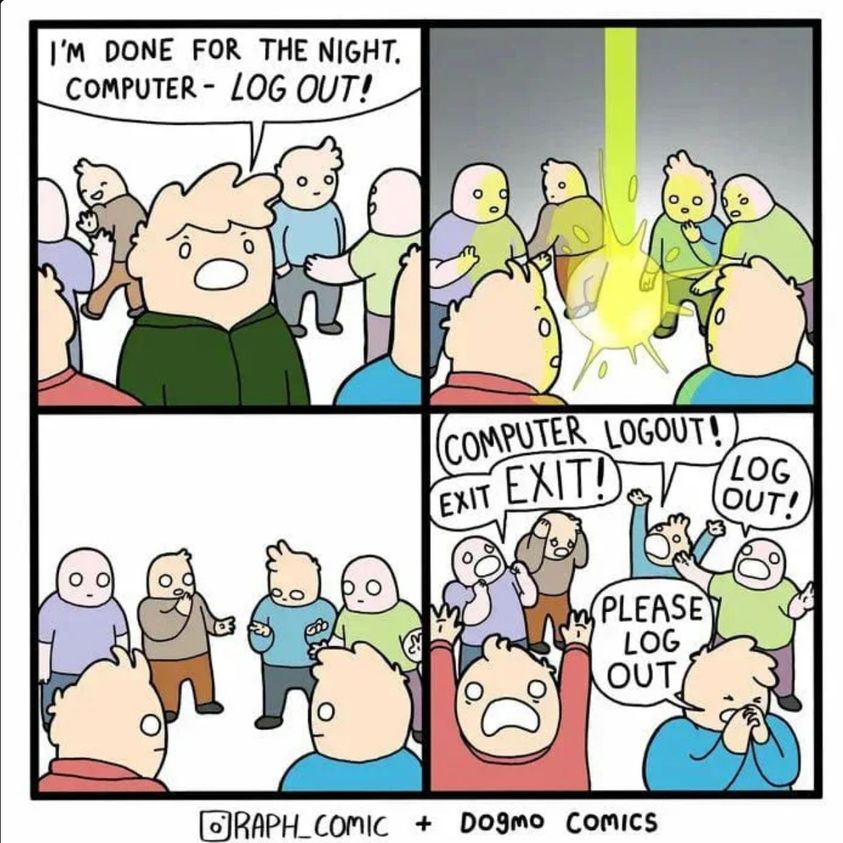 I'M DONE FOR THE NIGHT.
COMPUTER - LOG OUT!
COMPUTER LOGOUT!
EXIT EXIT!
LOG
OUT!
PLEASE
LOG
OUT
RAPH_COMIC + DOgmo COMICS